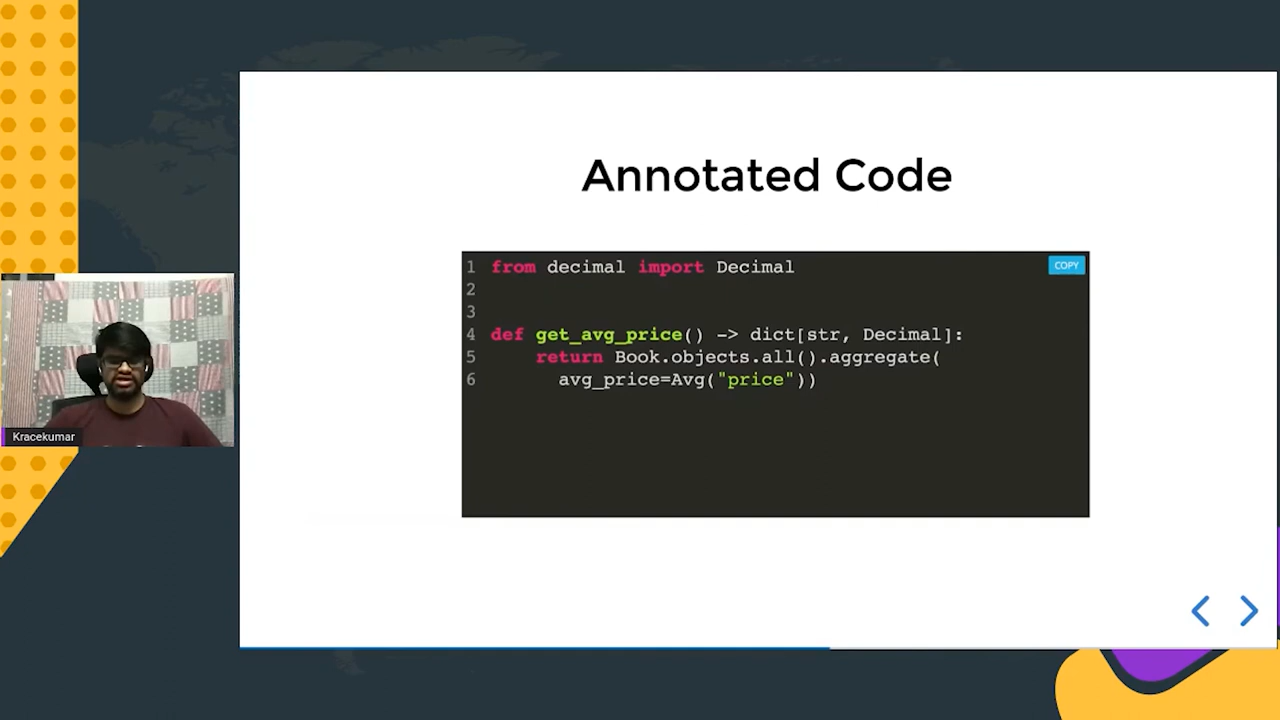 Annotated Code
1 from decimal import Decimal
COPY
2
3
4 def get_avg_price() -> dict[str, Decimal]:
5     return Book.objects.all().aggregate(
6       avg_price=Avg("price"))
Kracekumar